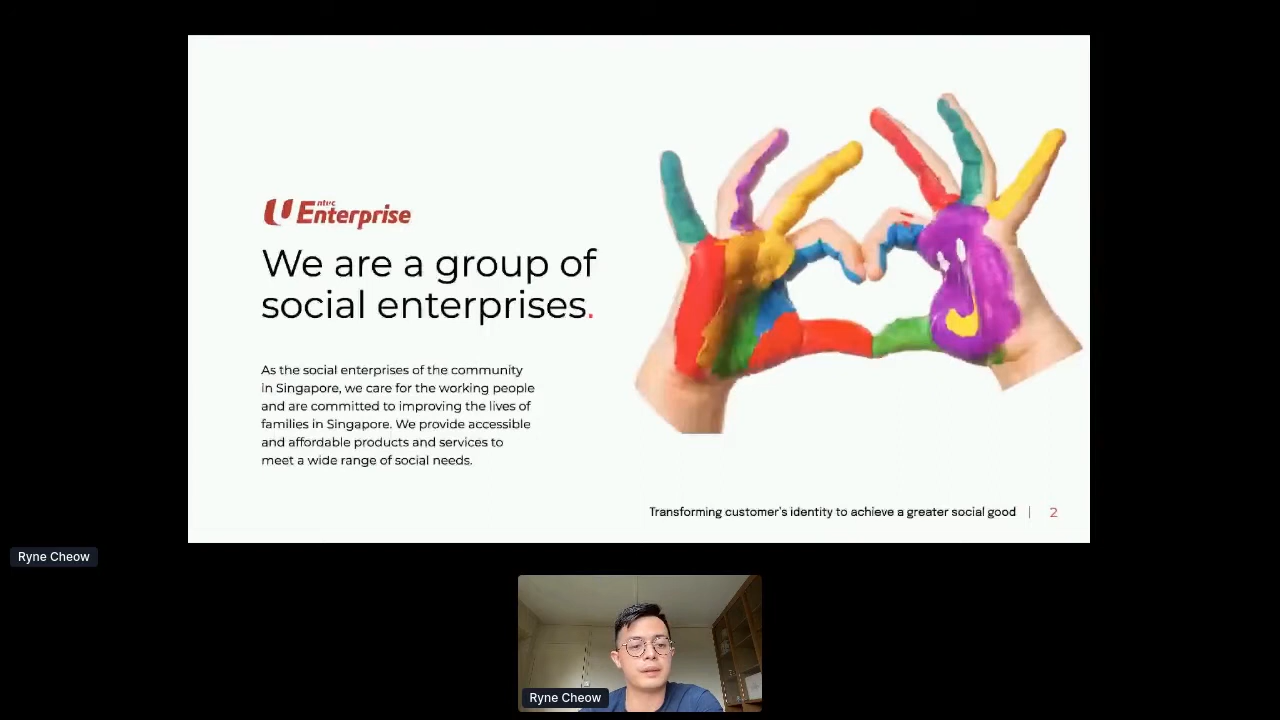 ntuc
Enterprise
We are a group of
social enterprises.
As the social enterprises of the community
in Singapore, we care for the working people
and are committed to improving the lives of
families in Singapore. We provide accessible
and affordable products and services to
meet a wide range of social needs.
Transforming customer's identity to achieve a greater social good | 2
Ryne Cheow
Ryne Cheow